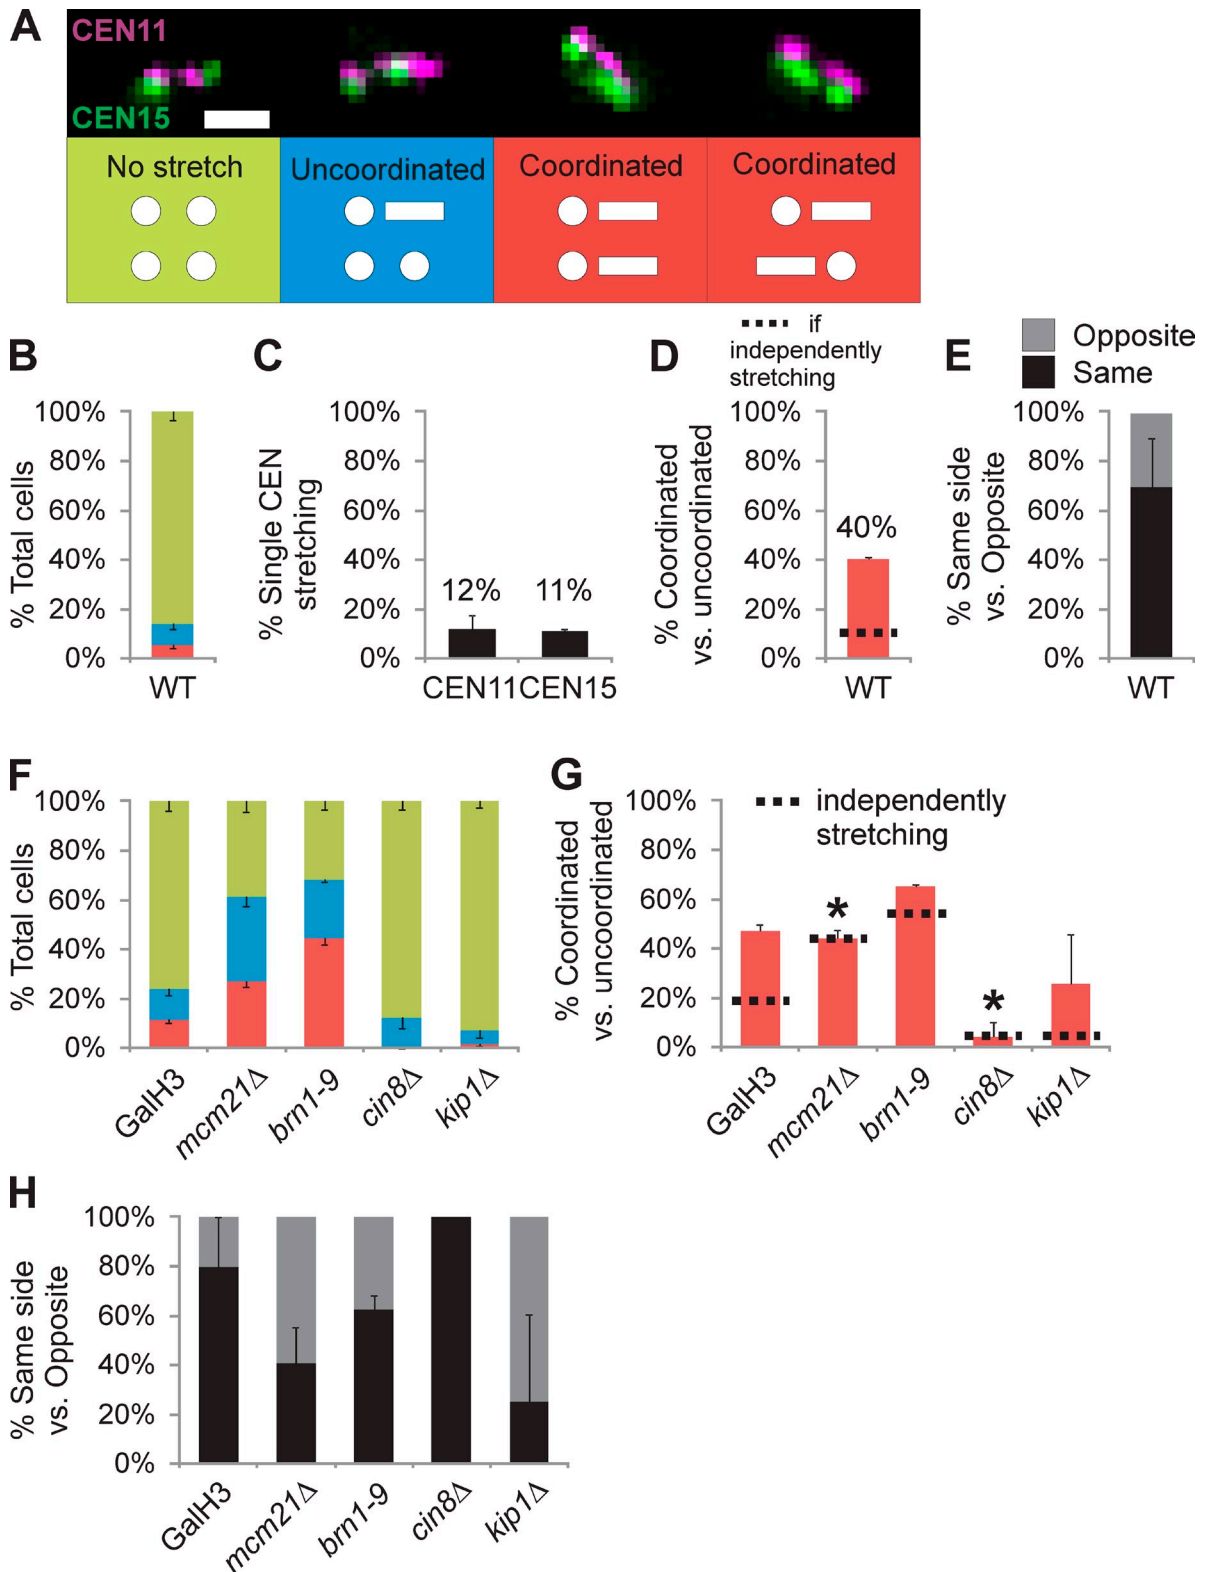 A
CEN11
CEN15
No stretch
Uncoordinated
Coordinated
Coordinated
B
% Total cells
100%
80%
60%
40%
20%
0%
WT
C
% Single CEN
stretching
100%
80%
60%
40%
20%
0%
12%
11%
CEN11
CEN15
D
if
independently
stretching
% Coordinated
vs. uncoordinated
100%
80%
60%
40%
20%
0%
40%
WT
E
Opposite
Same
% Same side
vs. Opposite
100%
80%
60%
40%
20%
0%
WT
F
% Total cells
100%
80%
60%
40%
20%
0%
GalH3
mcm21Δ
brn1-9
cin8Δ
kip1Δ
G
independently
stretching
% Coordinated
vs. uncoordinated
100%
80%
60%
40%
20%
0%
*
*
GalH3
mcm21Δ
brn1-9
cin8Δ
kip1Δ
H
% Same side
vs. Opposite
100%
80%
60%
40%
20%
0%
GalH3
mcm21Δ
brn1-9
cin8Δ
kip1Δ